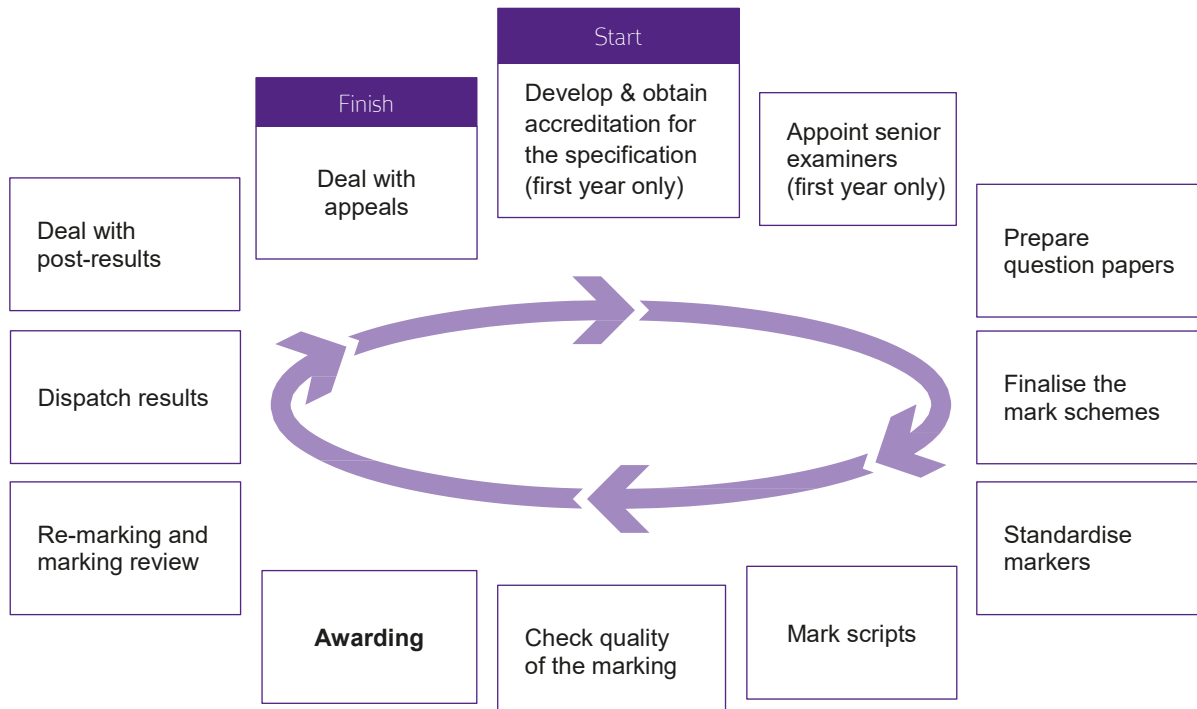 Start
Develop & obtain
accreditation for
the specification
(first year only)
Appoint senior
examiners
(first year only)
Prepare
question papers
Finalise the
mark schemes
Standardise
markers
Mark scripts
Check quality
of the marking
Awarding
Re-marking and
marking review
Dispatch results
Deal with
post-results
Finish
Deal with
appeals